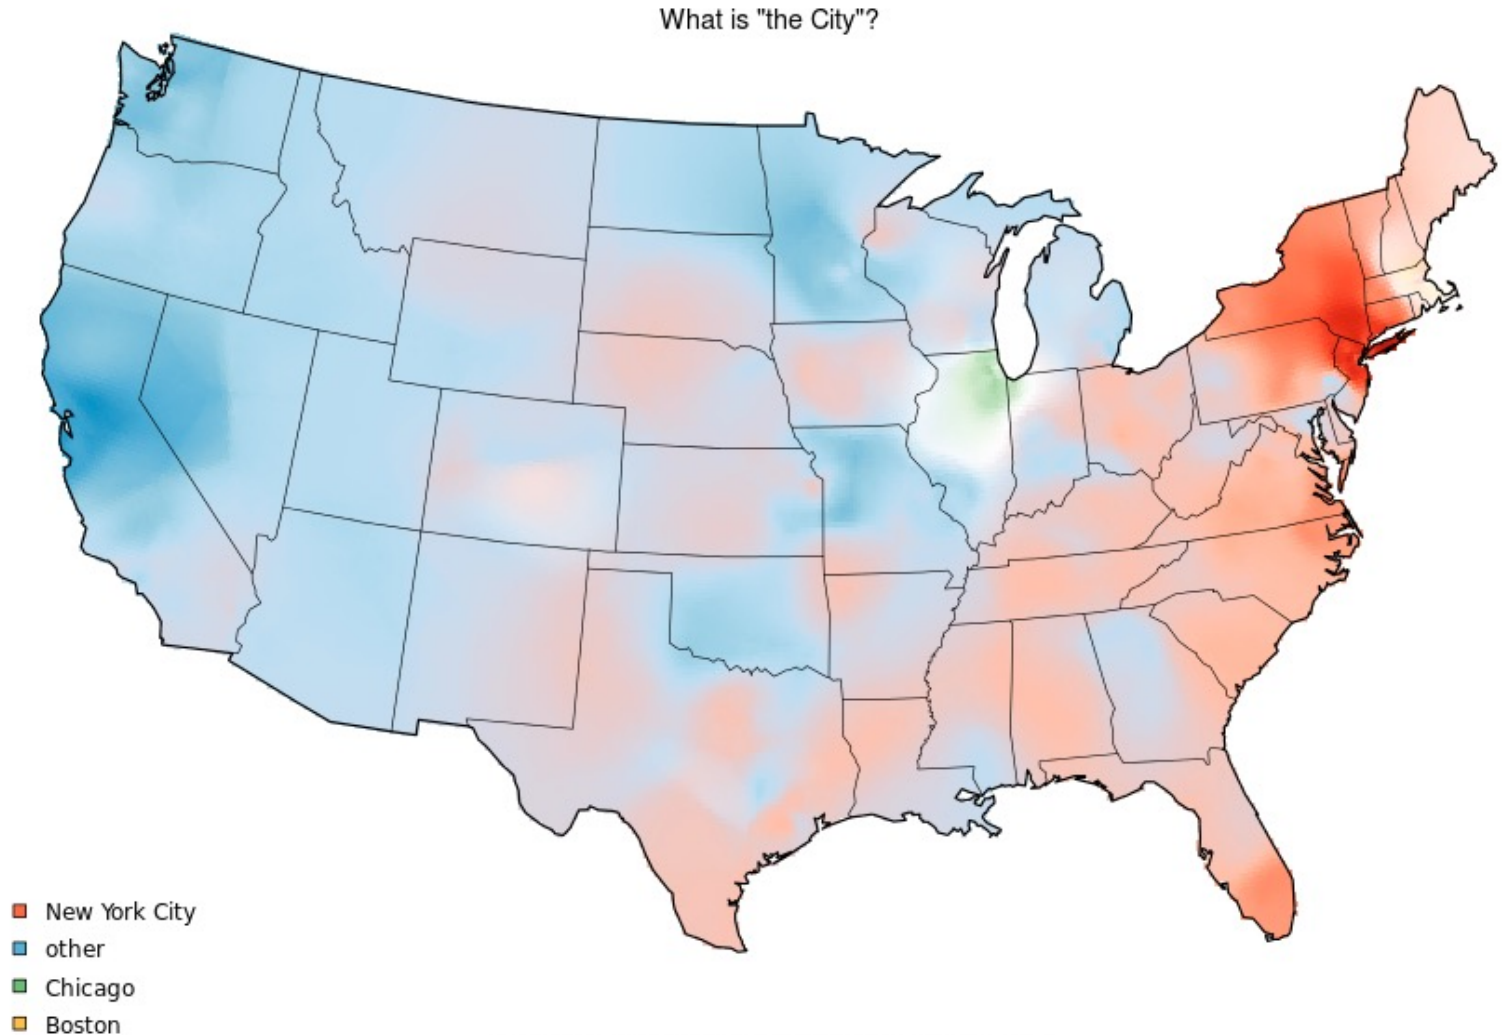 What is "the City"?
New York City
other
Chicago
Boston